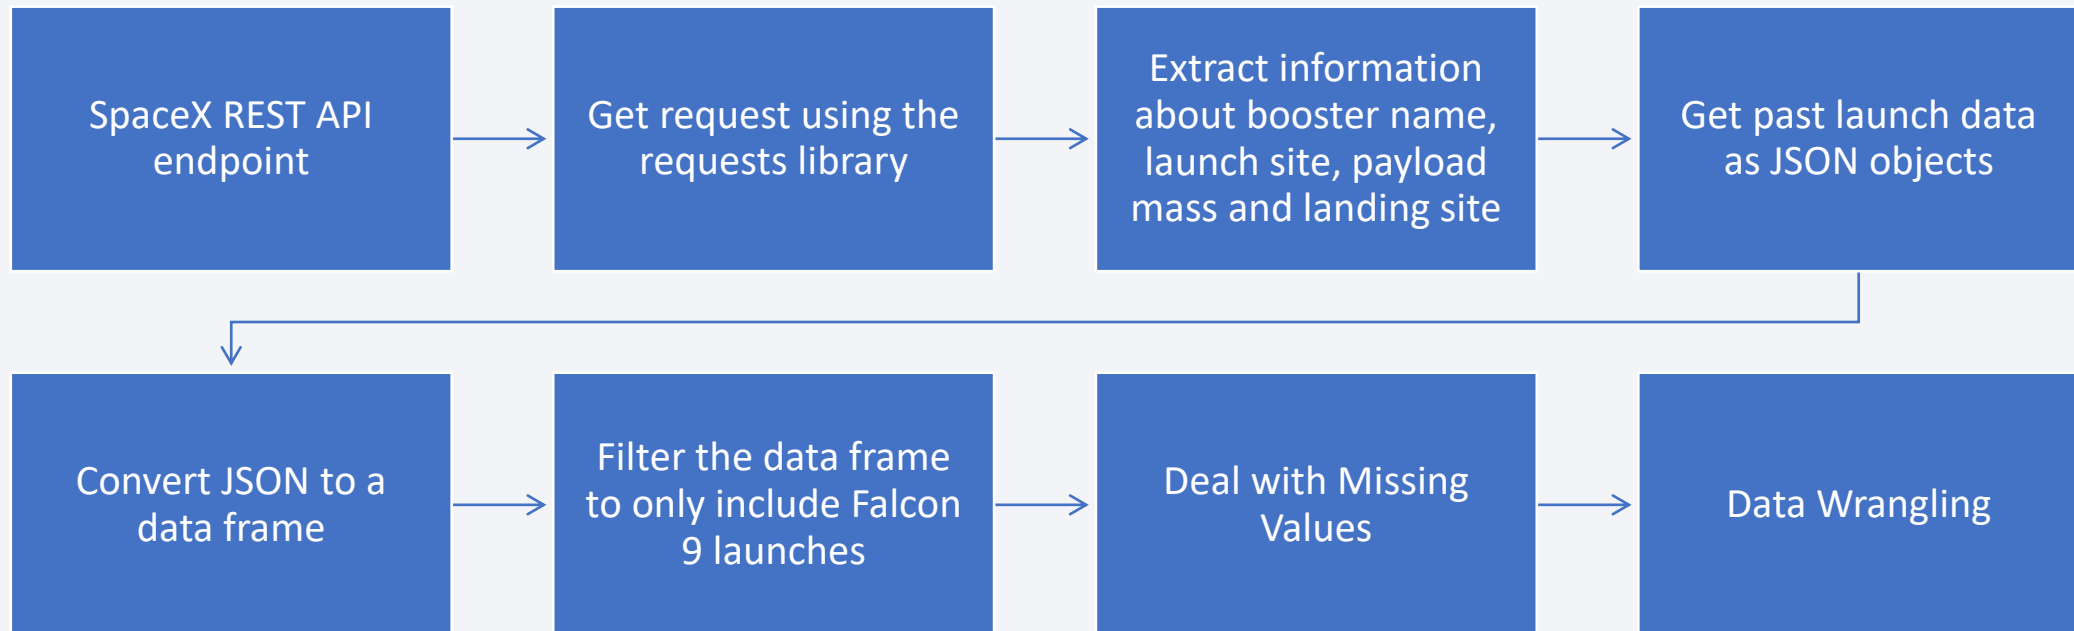 SpaceX REST API
endpoint
Get request using the
requests library
Extract information
about booster name,
launch site, payload
mass and landing site
Get past launch data
as JSON objects
Convert JSON to a
data frame
Filter the data frame
to only include Falcon
9 launches
Deal with Missing
Values
Data Wrangling